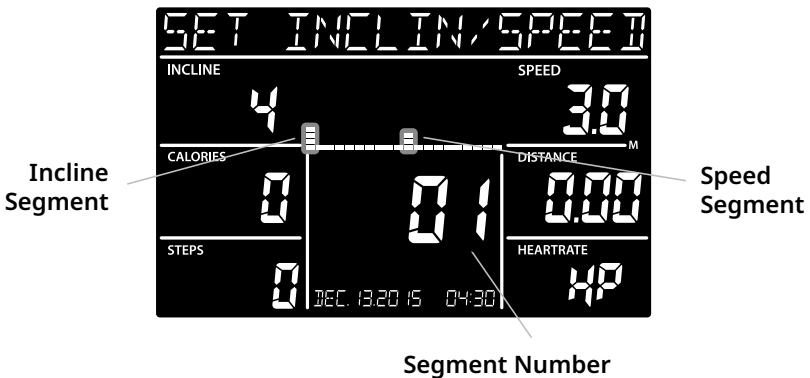 SET INCLIN/SPEED
INCLINE
4
SPEED
3.0
M
Incline
Segment
CALORIES
0
01
DISTANCE
0.00
Speed
Segment
STEPS
0
DEC. 13.2015 04:30
HEARTRATE
HP
Segment Number